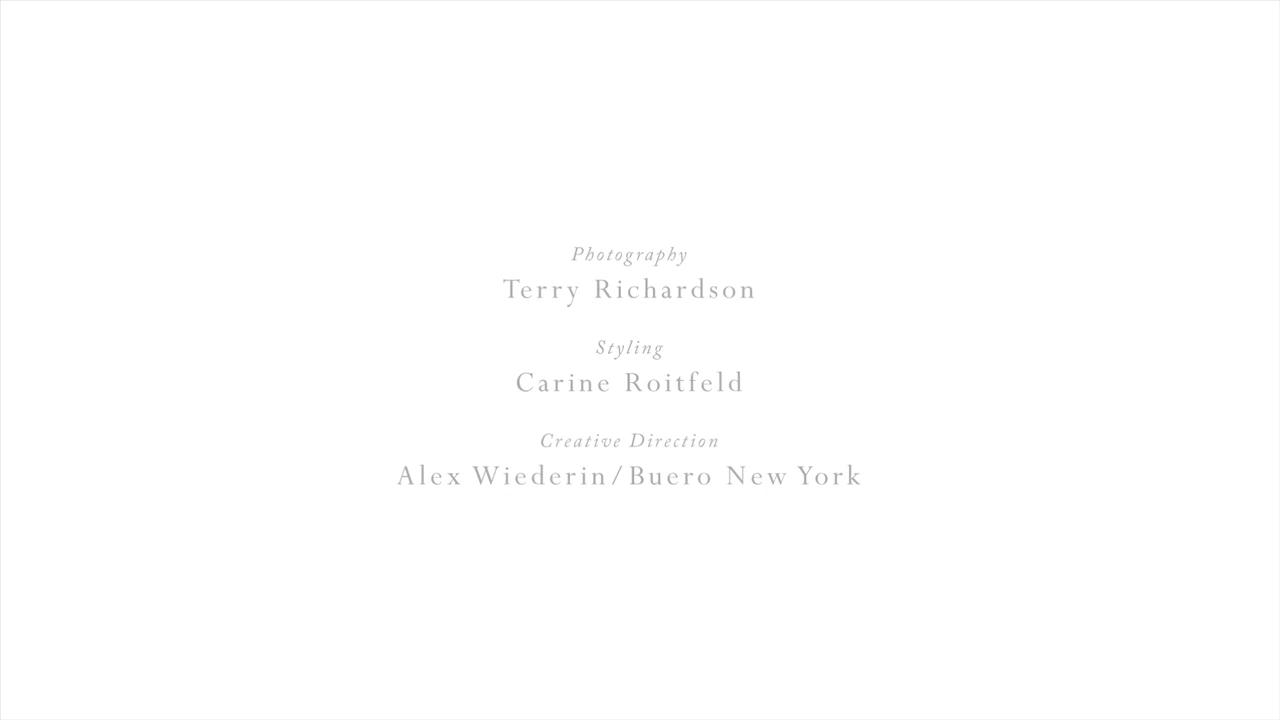 Photography
Terry Richardson
Styling
Carine Roitfeld
Creative Direction
Alex Wiederin/Buero New York